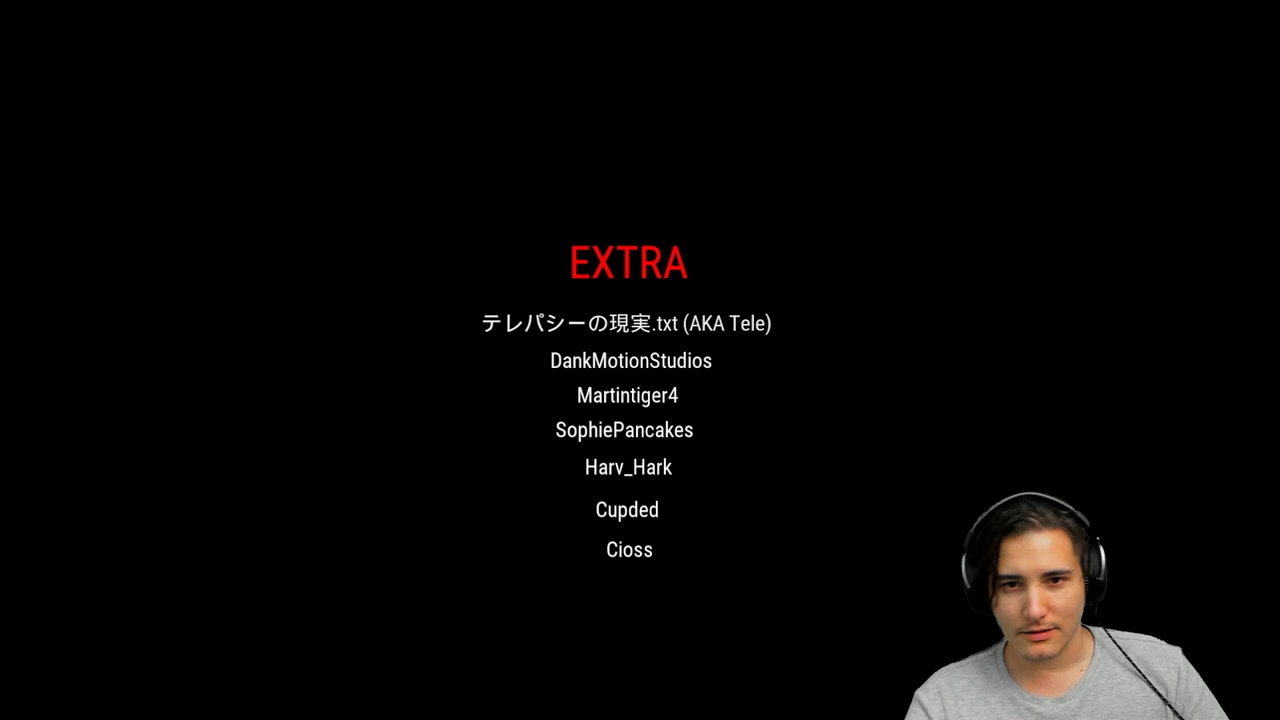 EXTRA
テレパシーの現実.txt (AKA Tele)
DankMotionStudios
Martintiger4
SophiePancakes
Harv_Hark
Cupded
Cioss